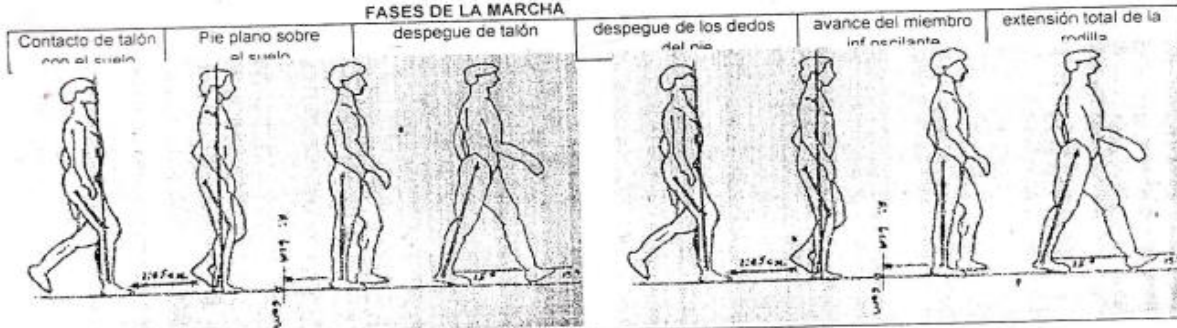 FASES DE LA MARCHA
Contacto de talón
con el suelo
Pie plano sobre
el suelo
despegue de talón
despegue de los dedos
del pie
avance del miembro
inf oscilante
extensión total de la
rodilla